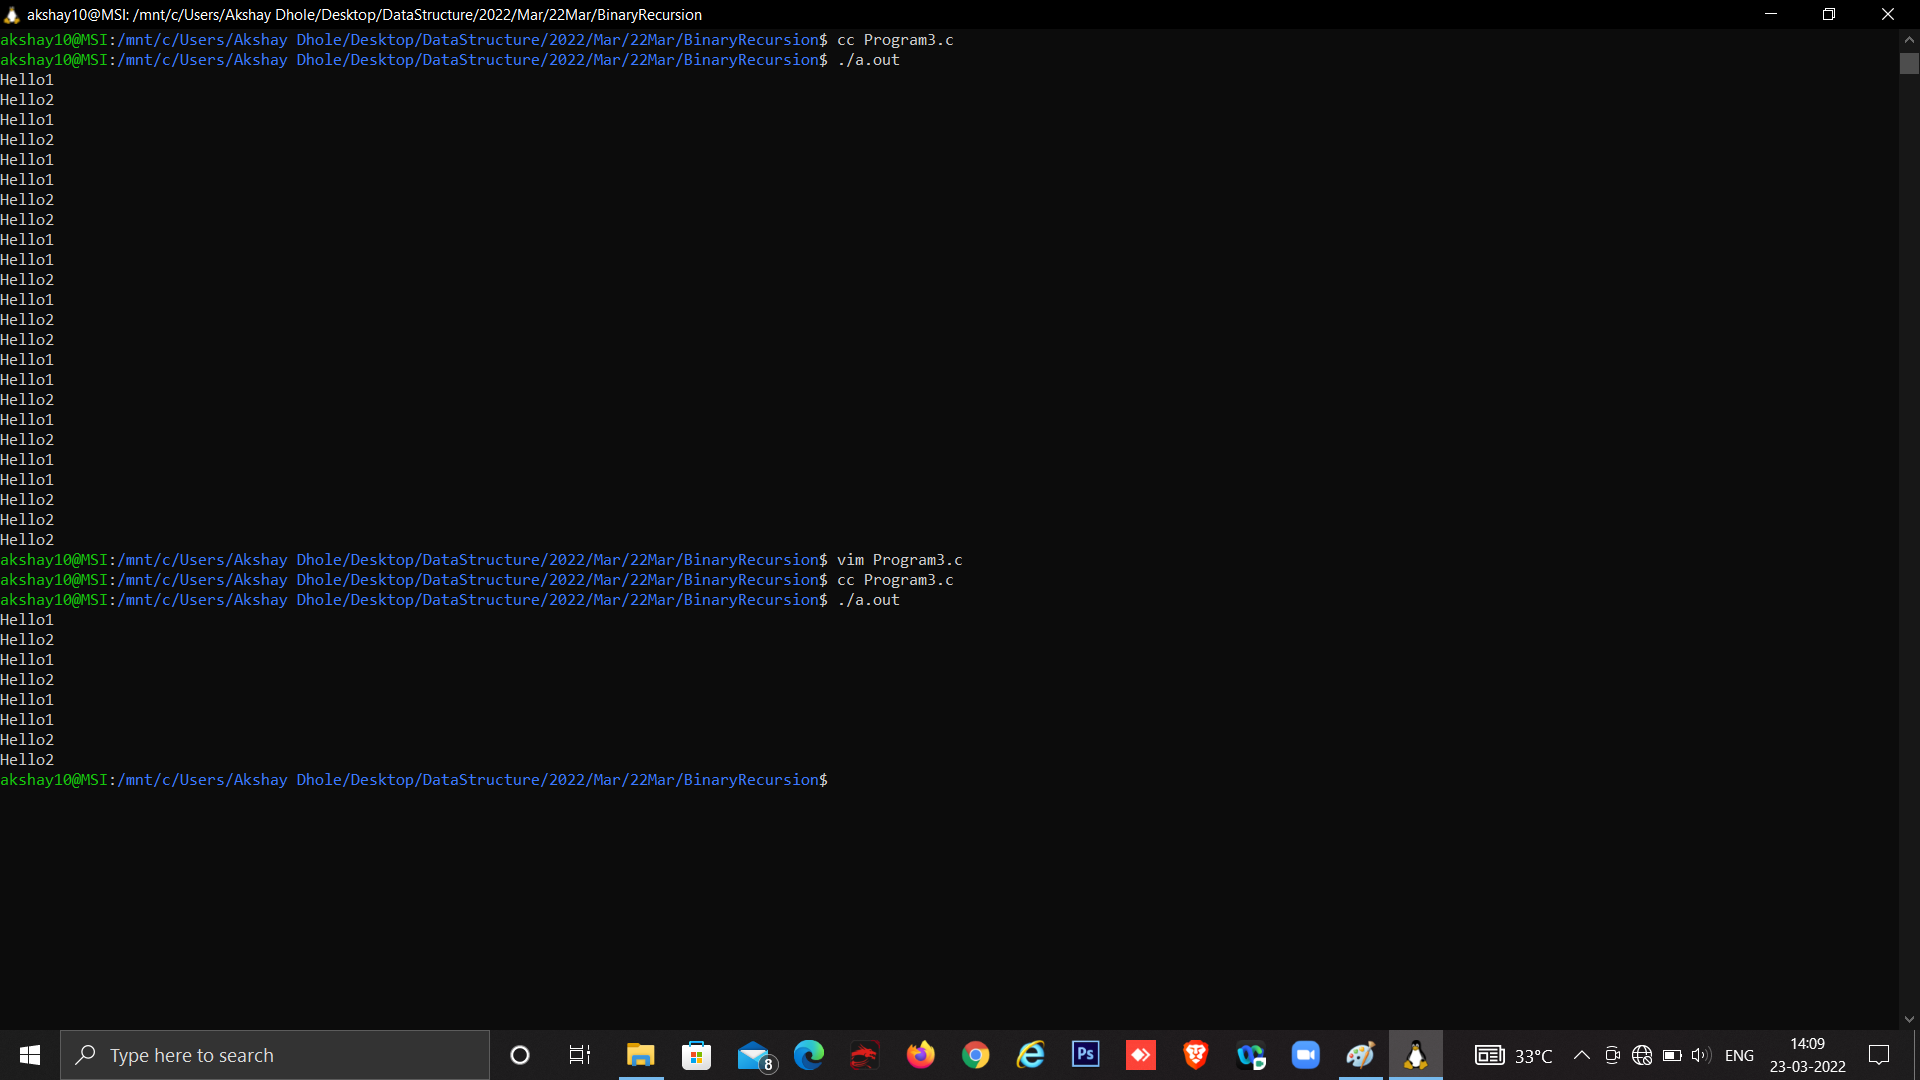 akshay10@MSI: /mnt/c/Users/Akshay Dhole/Desktop/DataStructure/2022/Mar/22Mar/BinaryRecursion
akshay10@MSI:/mnt/c/Users/Akshay Dhole/Desktop/DataStructure/2022/Mar/22Mar/BinaryRecursion$ cc Program3.c
akshay10@MSI:/mnt/c/Users/Akshay Dhole/Desktop/DataStructure/2022/Mar/22Mar/BinaryRecursion$ ./a.out
Hello1
Hello2
Hello1
Hello2
Hello1
Hello1
Hello2
Hello2
Hello1
Hello1
Hello2
Hello1
Hello2
Hello2
Hello1
Hello1
Hello2
Hello1
Hello2
Hello1
Hello1
Hello2
Hello2
Hello2
akshay10@MSI:/mnt/c/Users/Akshay Dhole/Desktop/DataStructure/2022/Mar/22Mar/BinaryRecursion$ vim Program3.c
akshay10@MSI:/mnt/c/Users/Akshay Dhole/Desktop/DataStructure/2022/Mar/22Mar/BinaryRecursion$ cc Program3.c
akshay10@MSI:/mnt/c/Users/Akshay Dhole/Desktop/DataStructure/2022/Mar/22Mar/BinaryRecursion$ ./a.out
Hello1
Hello2
Hello1
Hello2
Hello1
Hello1
Hello2
Hello2
akshay10@MSI:/mnt/c/Users/Akshay Dhole/Desktop/DataStructure/2022/Mar/22Mar/BinaryRecursion$
Type here to search
8
Ps
33°C
ENG
14:09
23-03-2022